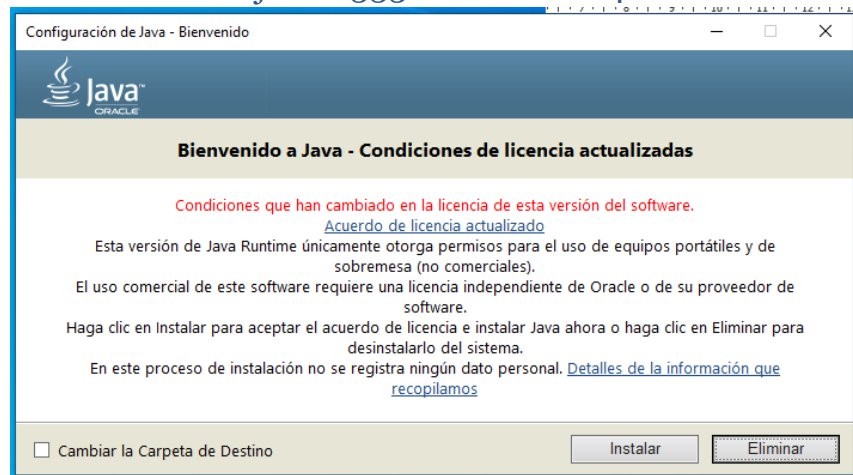 Configuración de Java - Bienvenido
Java™
ORACLE
Bienvenido a Java - Condiciones de licencia actualizadas
Condiciones que han cambiado en la licencia de esta versión del software.
Acuerdo de licencia actualizado
Esta versión de Java Runtime únicamente otorga permisos para el uso de equipos portátiles y de
sobremesa (no comerciales).
El uso comercial de este software requiere una licencia independiente de Oracle o de su proveedor de
software.
Haga clic en Instalar para aceptar el acuerdo de licencia e instalar Java ahora o haga clic en Eliminar para
desinstalarlo del sistema.
En este proceso de instalación no se registra ningún dato personal. Detalles de la información que
recopilamos
Cambiar la Carpeta de Destino
Instalar
Eliminar